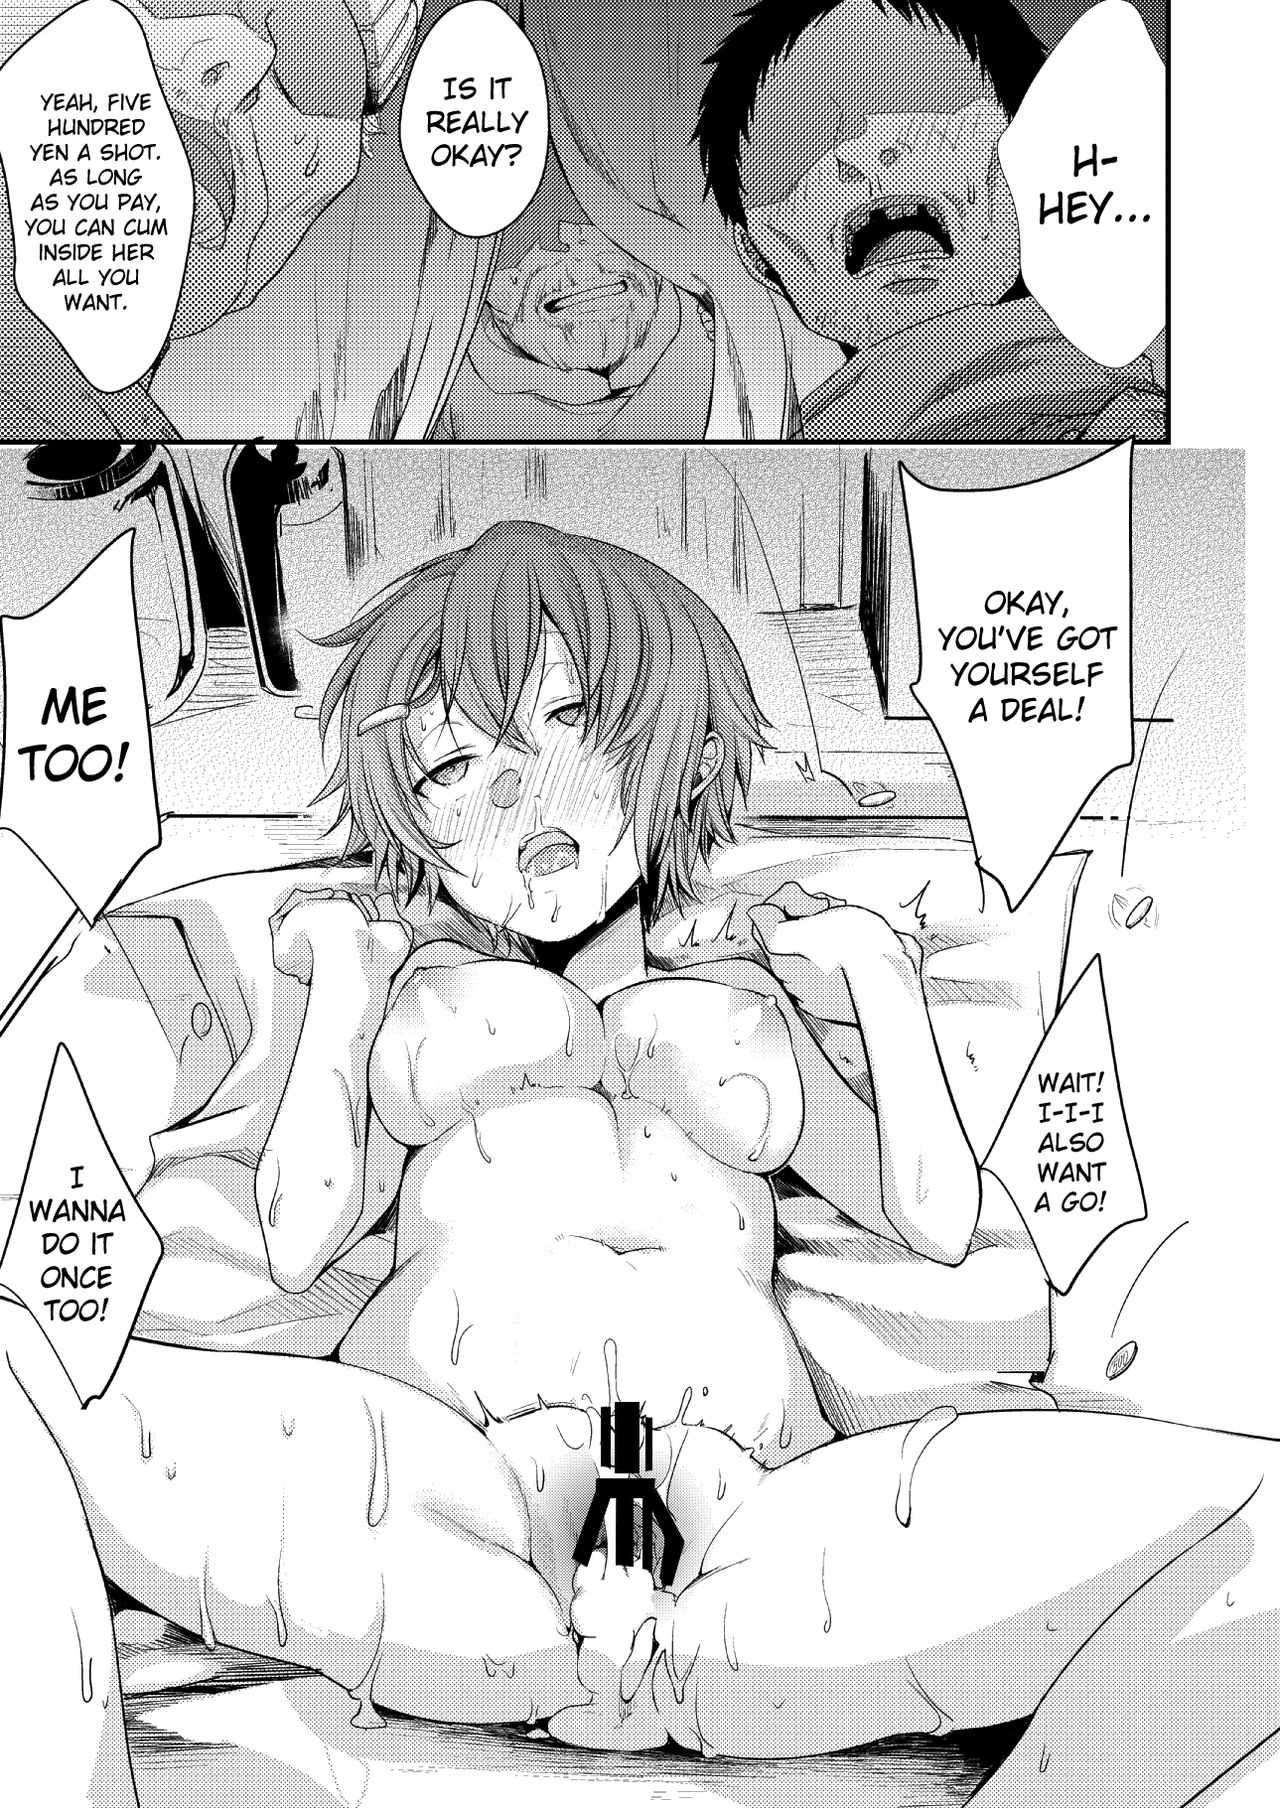 H-
HEY...
IS IT
REALLY
OKAY?
YEAH, FIVE
HUNDRED
YEN A SHOT.
AS LONG
AS YOU PAY,
YOU CAN CUM
INSIDE HER
ALL YOU
WANT.
OKAY,
YOU'VE GOT
YOURSELF
A DEAL!
ME
TOO!
WAIT!
I-I-I
ALSO
WANT
A GO!
I
WANNA
DO IT
ONCE
TOO!
500